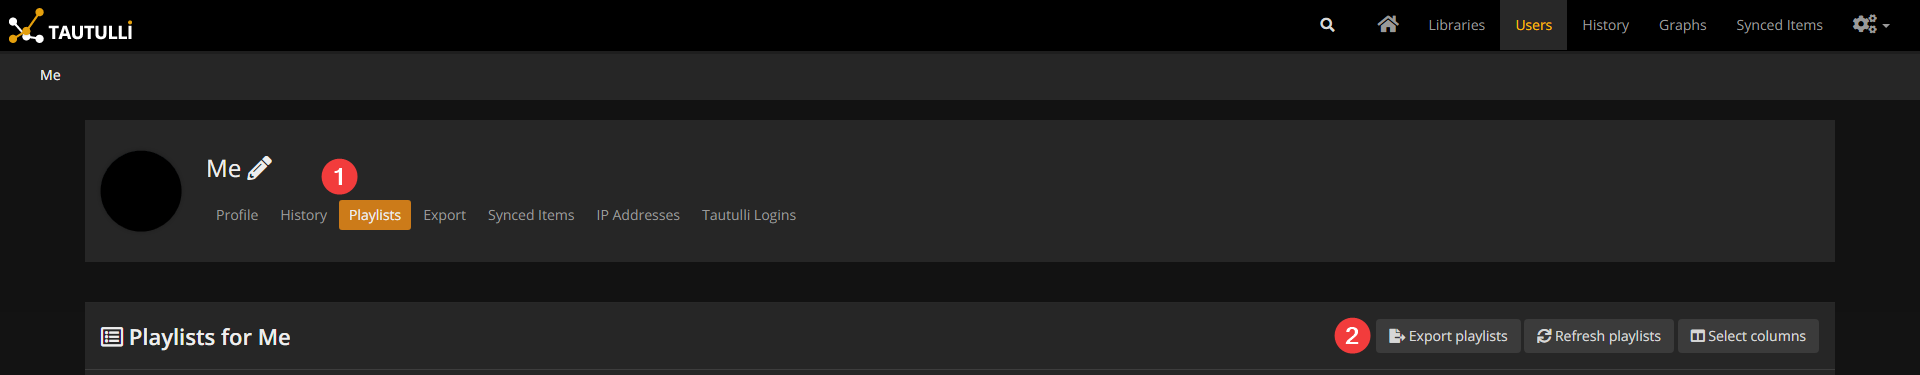 TAUTULLI
Libraries Users History Graphs Synced Items
Me
Me
1
Profile History Playlists Export Synced Items IP Addresses Tautulli Logins
Playlists for Me
2 Export playlists Refresh playlists Select columns